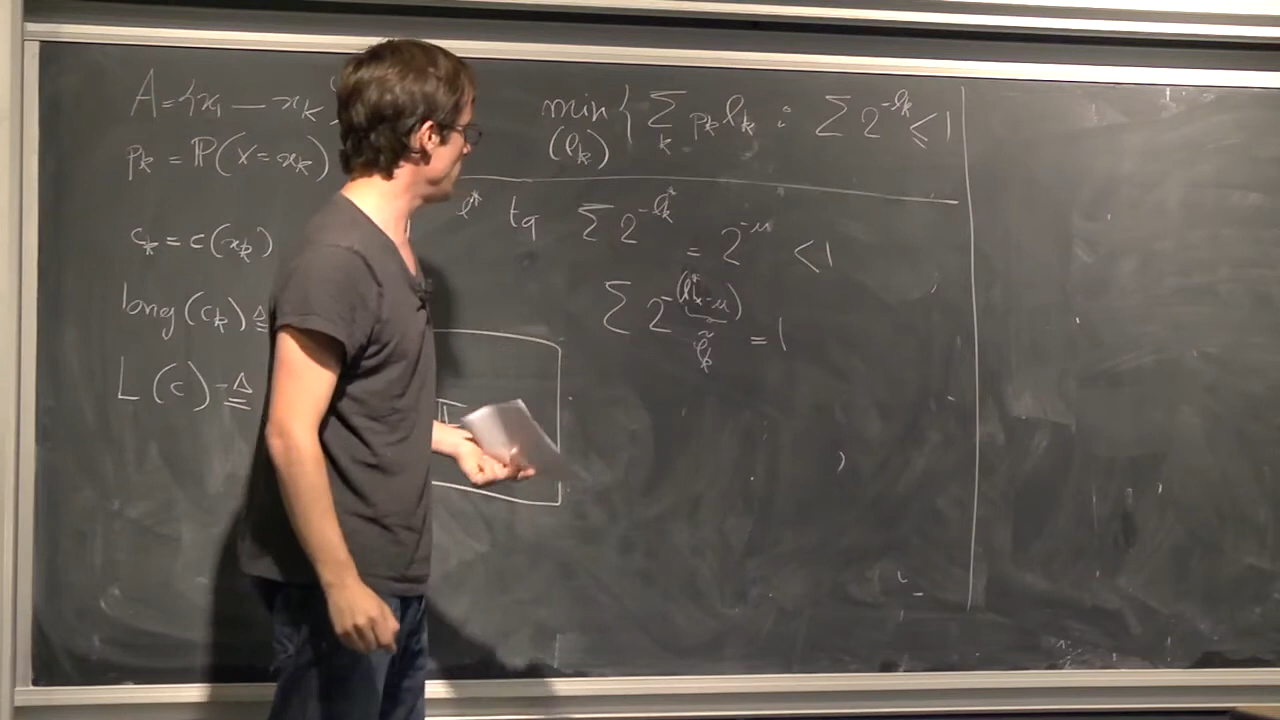 A = {x₁ — x_k
p_k = ℙ(X = x_k)
c_k = c(x_k)
long(c_k) ≜
L(c) ≜
min { ∑ p_k ℓ_k : ∑ 2^{-ℓ_k} ≤ 1
(ℓ_k) k
ℓ* tq ∑ 2^{-ℓ*_k} = 2^{-u} < 1
∑ 2^{-(ℓ*_k - u)} = 1
ℓ̃_k